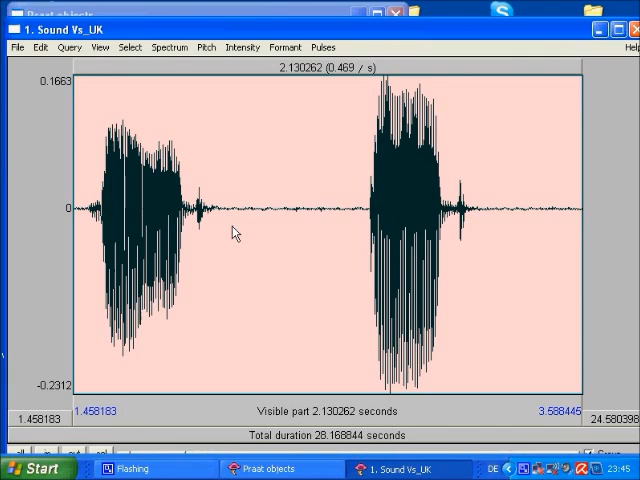 Praat objects
1. Sound Vs_UK
File Edit Query View Select Spectrum Pitch Intensity Formant Pulses Help
2.130262 (0.469 / s)
0.1663
0
-0.2312
1.458183 Visible part 2.130262 seconds 3.588445
1.458183 24.580398
Total duration 28.168844 seconds
all in out sel Group
Start Flashing Praat objects 1. Sound Vs_UK DE 23:45